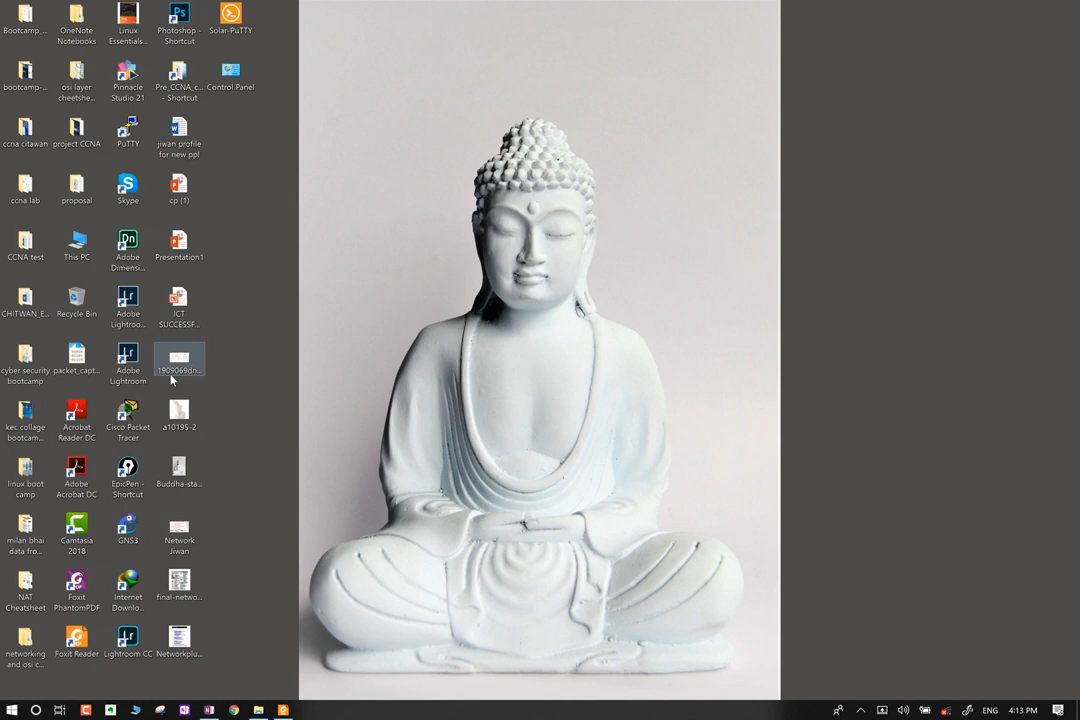 Bootcamp_...
OneNote
Notebooks
Linux
Essentials...
Photoshop -
Shortcut
Solar-PuTTY
bootcamp-...
osi layer
cheetshe...
Pinnacle
Studio 21
Pre_CCNA_c...
- Shortcut
Control Panel
ccna citawan
project CCNA
PuTTY
jiwan profile
for new ppl
ccna lab
proposal
Skype
cp (1)
CCNA test
This PC
Adobe
Dimensi...
Presentation1
CHITWAN_E...
Recycle Bin
Adobe
Lightroo...
ICT
SUCCESSF...
cyber security
bootcamp
packet_capt...
Adobe
Lightroom
1909069dn...
kec collage
bootcam...
Acrobat
Reader DC
Cisco Packet
Tracer
a10195-2
linux boot
camp
Adobe
Acrobat DC
EpicPen -
Shortcut
Buddha-sta...
milan bhai
data fro...
Camtasia
2018
GNS3
Network
Jiwan
NAT
Cheatsheet
Foxit
PhantomPDF
Internet
Downlo...
final-netwo...
networking
and osi c...
Foxit Reader
Lightroom CC
Networkplu...
ENG
4:13 PM